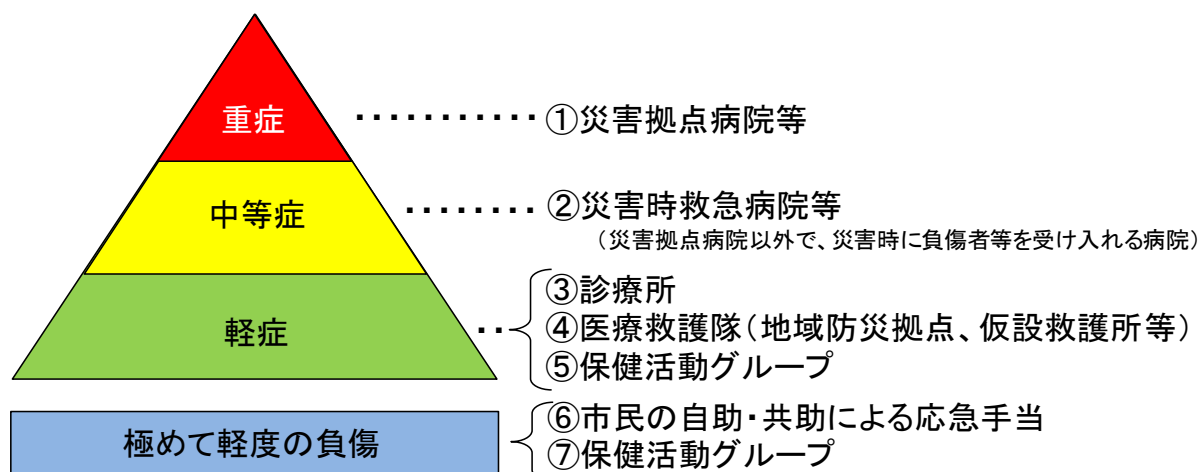 重症
・・・・・・・・・・・①災害拠点病院等
中等症
・・・・・・・・②災害時救急病院等
（災害拠点病院以外で、災害時に負傷者等を受け入れる病院）
軽症
・・
③診療所
④医療救護隊（地域防災拠点、仮設救護所等）
⑤保健活動グループ
極めて軽度の負傷
⑥市民の自助・共助による応急手当
⑦保健活動グループ